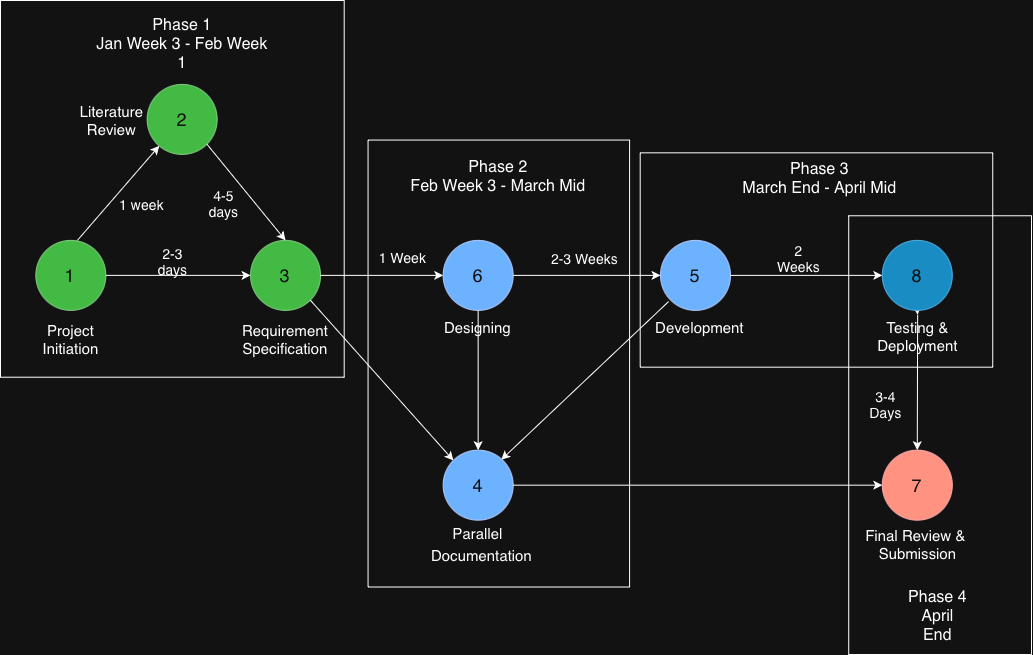 Phase 1
Jan Week 3 - Feb Week
1
2
Literature
Review
1 week
4-5
days
1
2-3
days
3
Project
Initiation
Requirement
Specification
Phase 2
Feb Week 3 - March Mid
1 Week
6
2-3 Weeks
Designing
4
Parallel
Documentation
Phase 3
March End - April Mid
5
2
Weeks
8
Development
Testing &
Deployment
3-4
Days
7
Final Review &
Submission
Phase 4
April
End